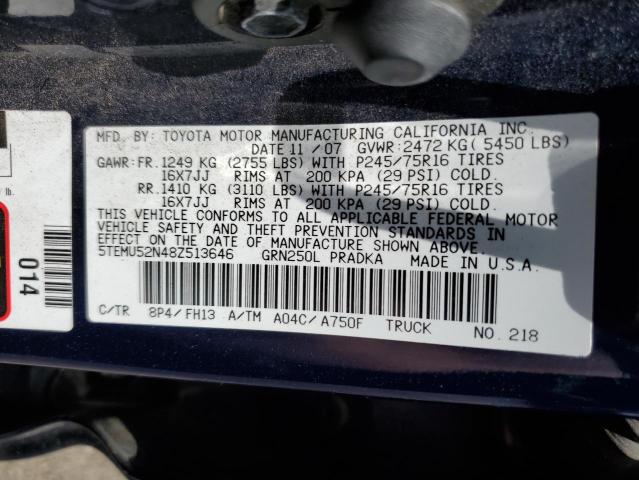 MFD. BY: TOYOTA MOTOR MANUFACTURING CALIFORNIA INC.
DATE 11 / 07 GVWR: 2472 KG ( 5450 LBS)
GAWR: FR. 1249 KG (2755 LBS) WITH P245/75R16 TIRES
16X7JJ RIMS AT 200 KPA (29 PSI) COLD.
RR. 1410 KG (3110 LBS) WITH P245/75R16 TIRES
16X7JJ RIMS AT 200 KPA (29 PSI) COLD.
THIS VEHICLE CONFORMS TO ALL APPLICABLE FEDERAL MOTOR
VEHICLE SAFETY AND THEFT PREVENTION STANDARDS IN
EFFECT ON THE DATE OF MANUFACTURE SHOWN ABOVE.
5TEMU52N48Z513646 GRN250L PRADKA MADE IN U.S.A.
C/TR 8P4/ FH13 A/TM A04C/ A750F TRUCK NO. 218
014
lb.